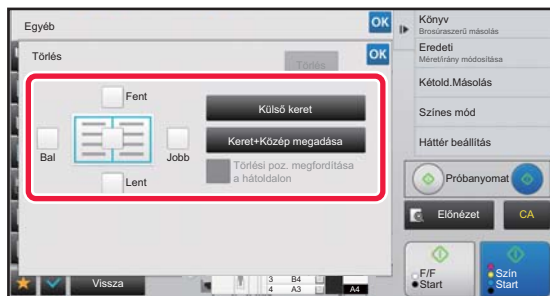 Egyéb
OK
Törlés
OK
Törlés
Fent
Bal
Jobb
Lent
Külső keret
Keret+Közép megadása
Törlési poz. megfordítása
a hátoldalon
Vissza
3 B4
4 A3
A4
Könyv
Brosúraszerű másolás
Eredeti
Méret/irány módosítása
Kétold.Másolás
Színes mód
Háttér beállítás
Próbanyomat
Előnézet
CA
F/F
Start
Szín
Start